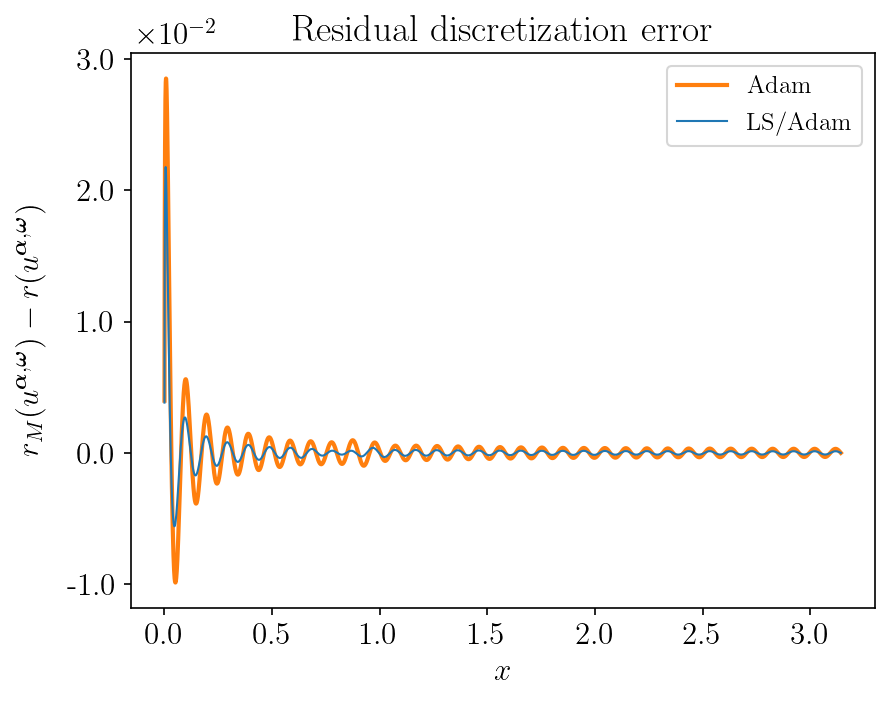 ×10⁻² Residual discretization error
3.0
2.0
1.0
0.0
-1.0
r_M(u^{α,ω}) − r(u^{α,ω})
Adam
LS/Adam
0.0 0.5 1.0 1.5 2.0 2.5 3.0
x